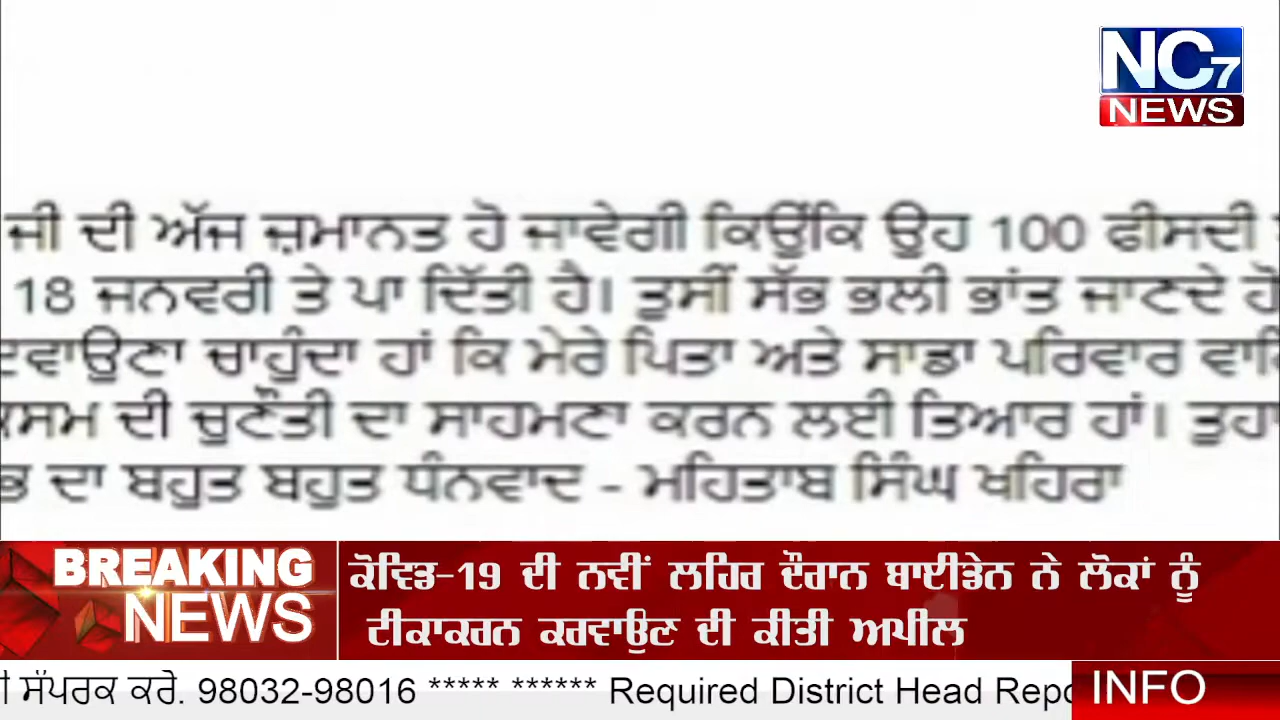 NC7
NEWS
ਜੀ ਦੀ ਅੱਜ ਜ਼ਮਾਨਤ ਹੋ ਜਾਵੇਗੀ ਕਿਉਂਕਿ ਉਹ 100 ਫੀਸਦੀ
18 ਜਨਵਰੀ ਤੇ ਪਾ ਦਿੱਤੀ ਹੈ। ਤੁਸੀਂ ਸੱਭ ਭਲੀ ਭਾਂਤ ਜਾਣਦੇ ਹੋ
ਚਾਹੁੰਦਾ ਹਾਂ ਕਿ ਮੇਰੇ ਪਿਤਾ ਅਤੇ ਸਾਡਾ ਪਰਿਵਾਰ
ਦੀ ਚੁਣੌਤੀ ਦਾ ਸਾਹਮਣਾ ਕਰਨ ਲਈ ਤਿਆਰ ਹਾਂ।
ਦਾ ਬਹੁਤ ਬਹੁਤ ਧੰਨਵਾਦ - ਮਹਿਤਾਬ ਸਿੰਘ ਖਹਿਰਾ
BREAKING
NEWS
ਕੋਵਿਡ-19 ਦੀ ਨਵੀਂ ਲਹਿਰ ਦੌਰਾਨ ਬਾਈਡੇਨ ਨੇ ਲੋਕਾਂ ਨੂੰ
ਟੀਕਾਕਰਨ ਕਰਵਾਉਣ ਦੀ ਕੀਤੀ ਅਪੀਲ
ਸੰਪਰਕ ਕਰੋ. 98032-98016 ***** ****** Required District Head
INFO